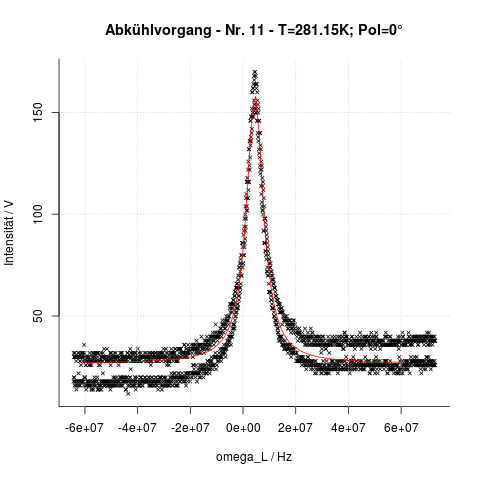 Abkühlvorgang - Nr. 11 - T=281.15K; Pol=0°
Intensität / V
150
100
50
-6e+07 -4e+07 -2e+07 0e+00 2e+07 4e+07 6e+07
omega_L / Hz